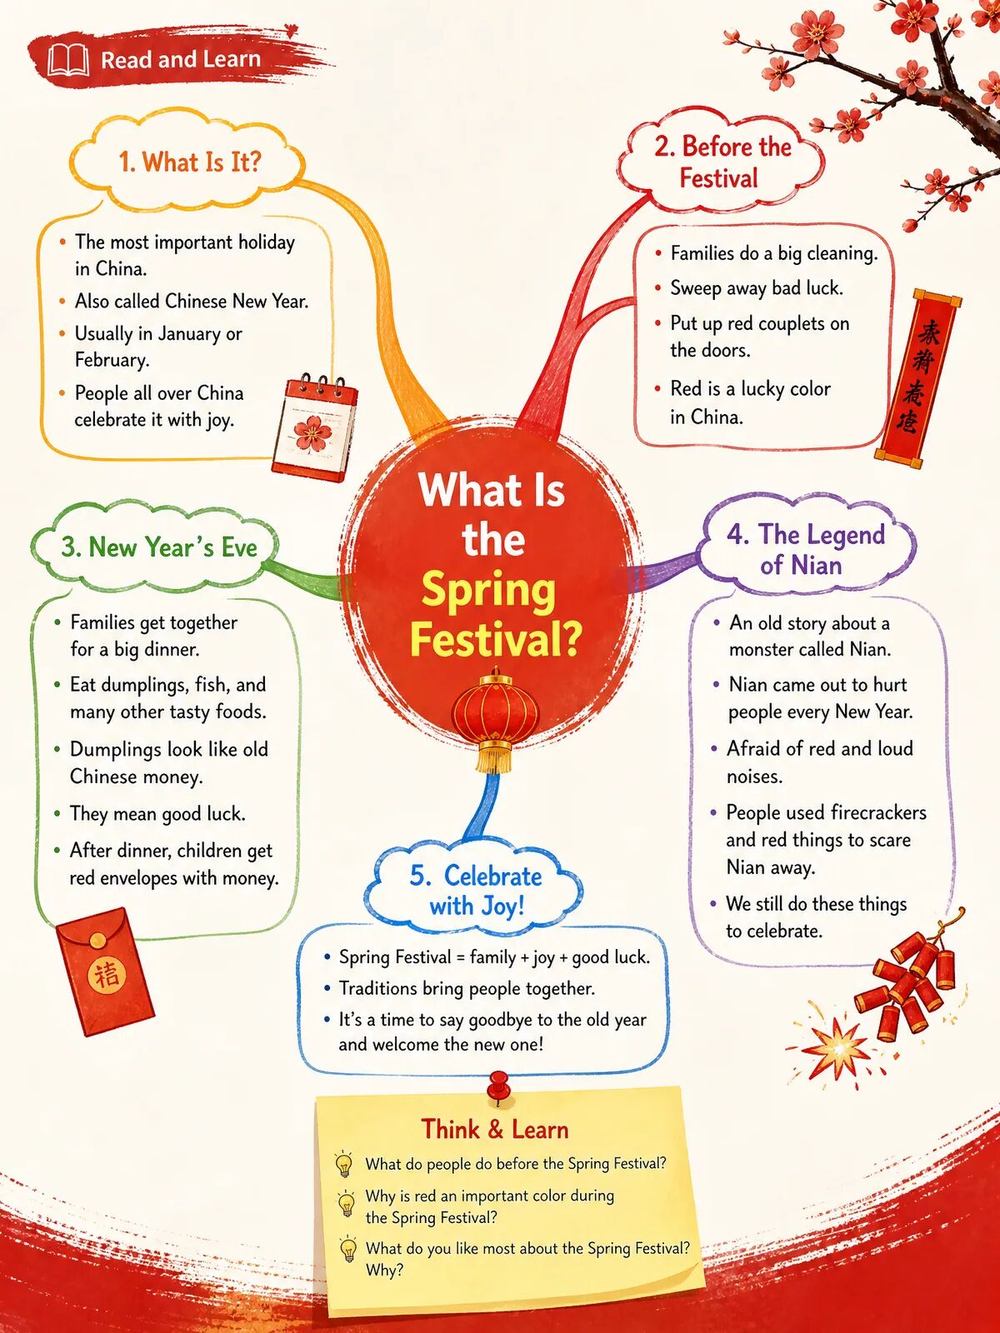 Read and Learn
1. What Is It?
• The most important holiday
in China.
• Also called Chinese New Year.
• Usually in January or
February.
• People all over China
celebrate it with joy.
2. Before the
Festival
• Families do a big cleaning.
• Sweep away bad luck.
• Put up red couplets on
the doors.
• Red is a lucky color
in China.
What Is
the
Spring
Festival?
3. New Year's Eve
• Families get together
for a big dinner.
• Eat dumplings, fish, and
many other tasty foods.
• Dumplings look like old
Chinese money.
• They mean good luck.
• After dinner, children get
red envelopes with money.
4. The Legend
of Nian
• An old story about a
monster called Nian.
• Nian came out to hurt
people every New Year.
• Afraid of red and loud
noises.
• People used firecrackers
and red things to scare
Nian away.
• We still do these things
to celebrate.
5. Celebrate
with Joy!
• Spring Festival = family + joy + good luck.
• Traditions bring people together.
• It's a time to say goodbye to the old year
and welcome the new one!
Think & Learn
What do people do before the Spring Festival?
Why is red an important color during
the Spring Festival?
What do you like most about the Spring Festival?
Why?